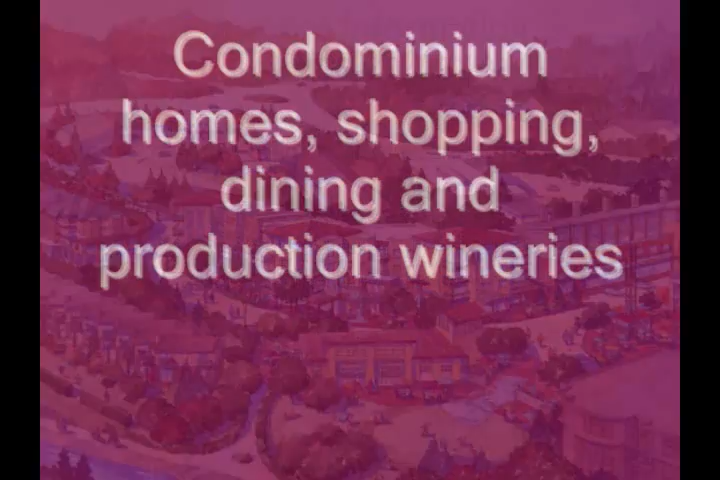 Condominium
homes, shopping,
dining and
production wineries